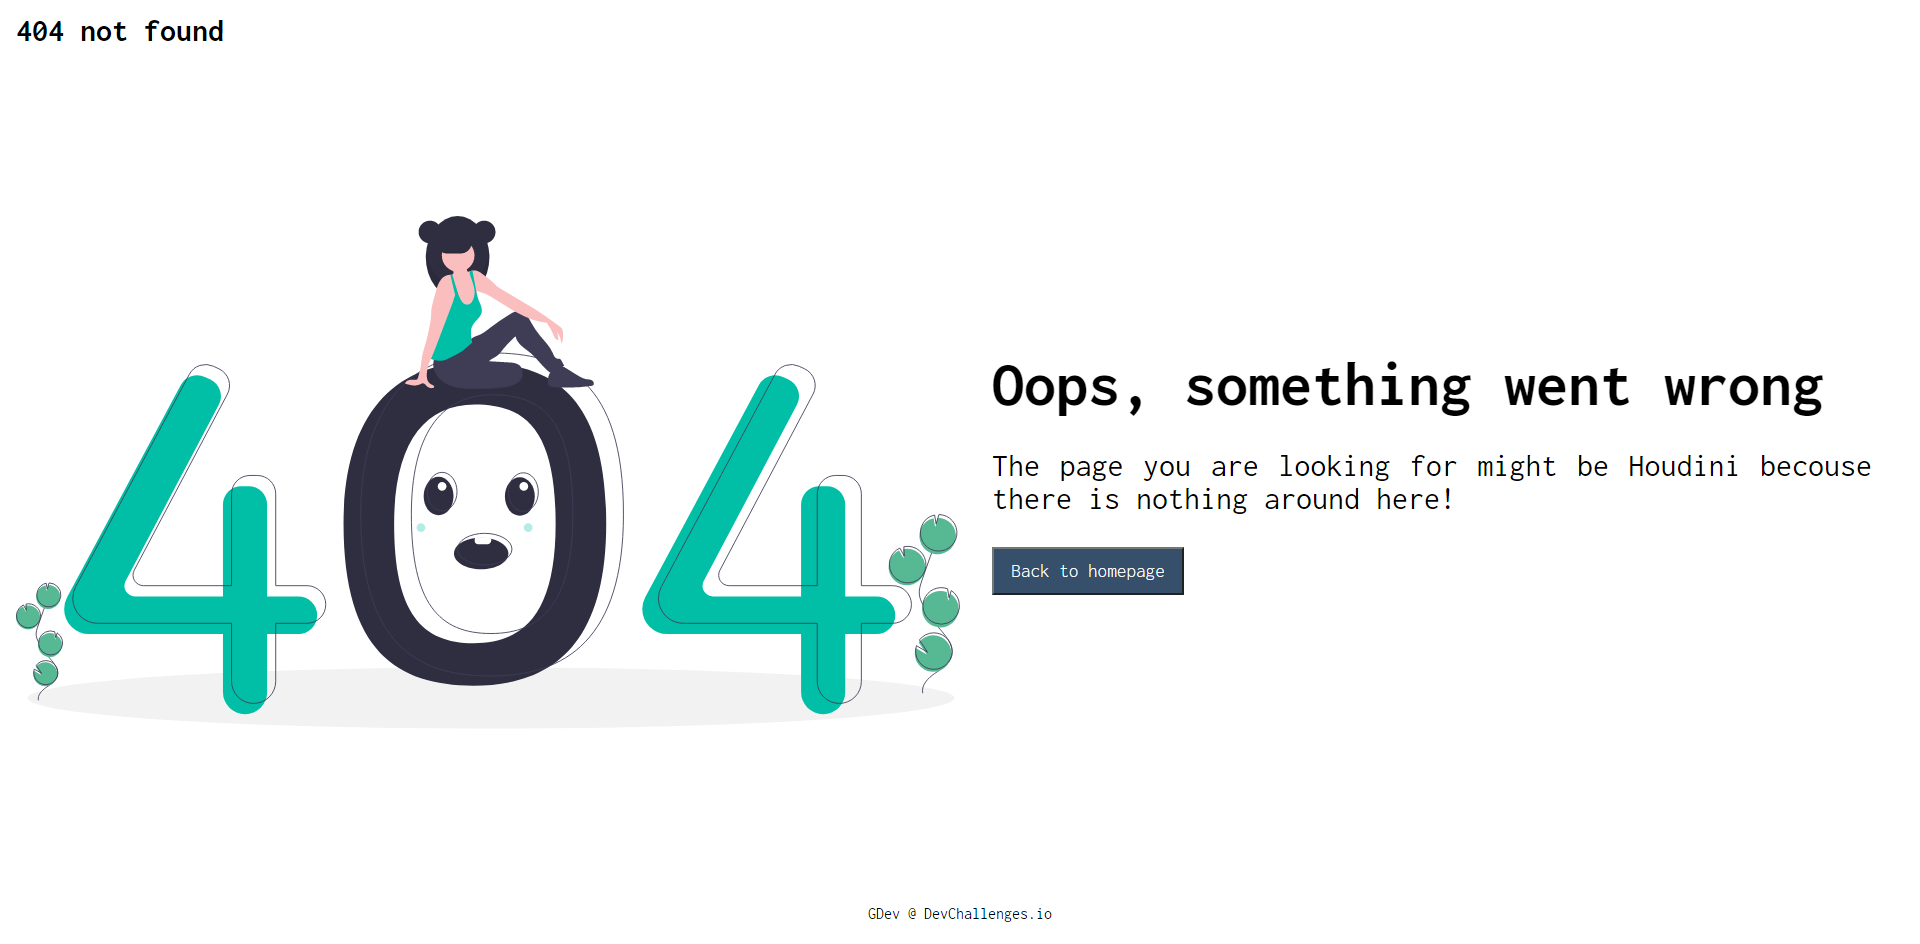 404 not found
404
Oops, something went wrong
The page you are looking for might be Houdini becouse
there is nothing around here!
Back to homepage
GDev @ DevChallenges.io